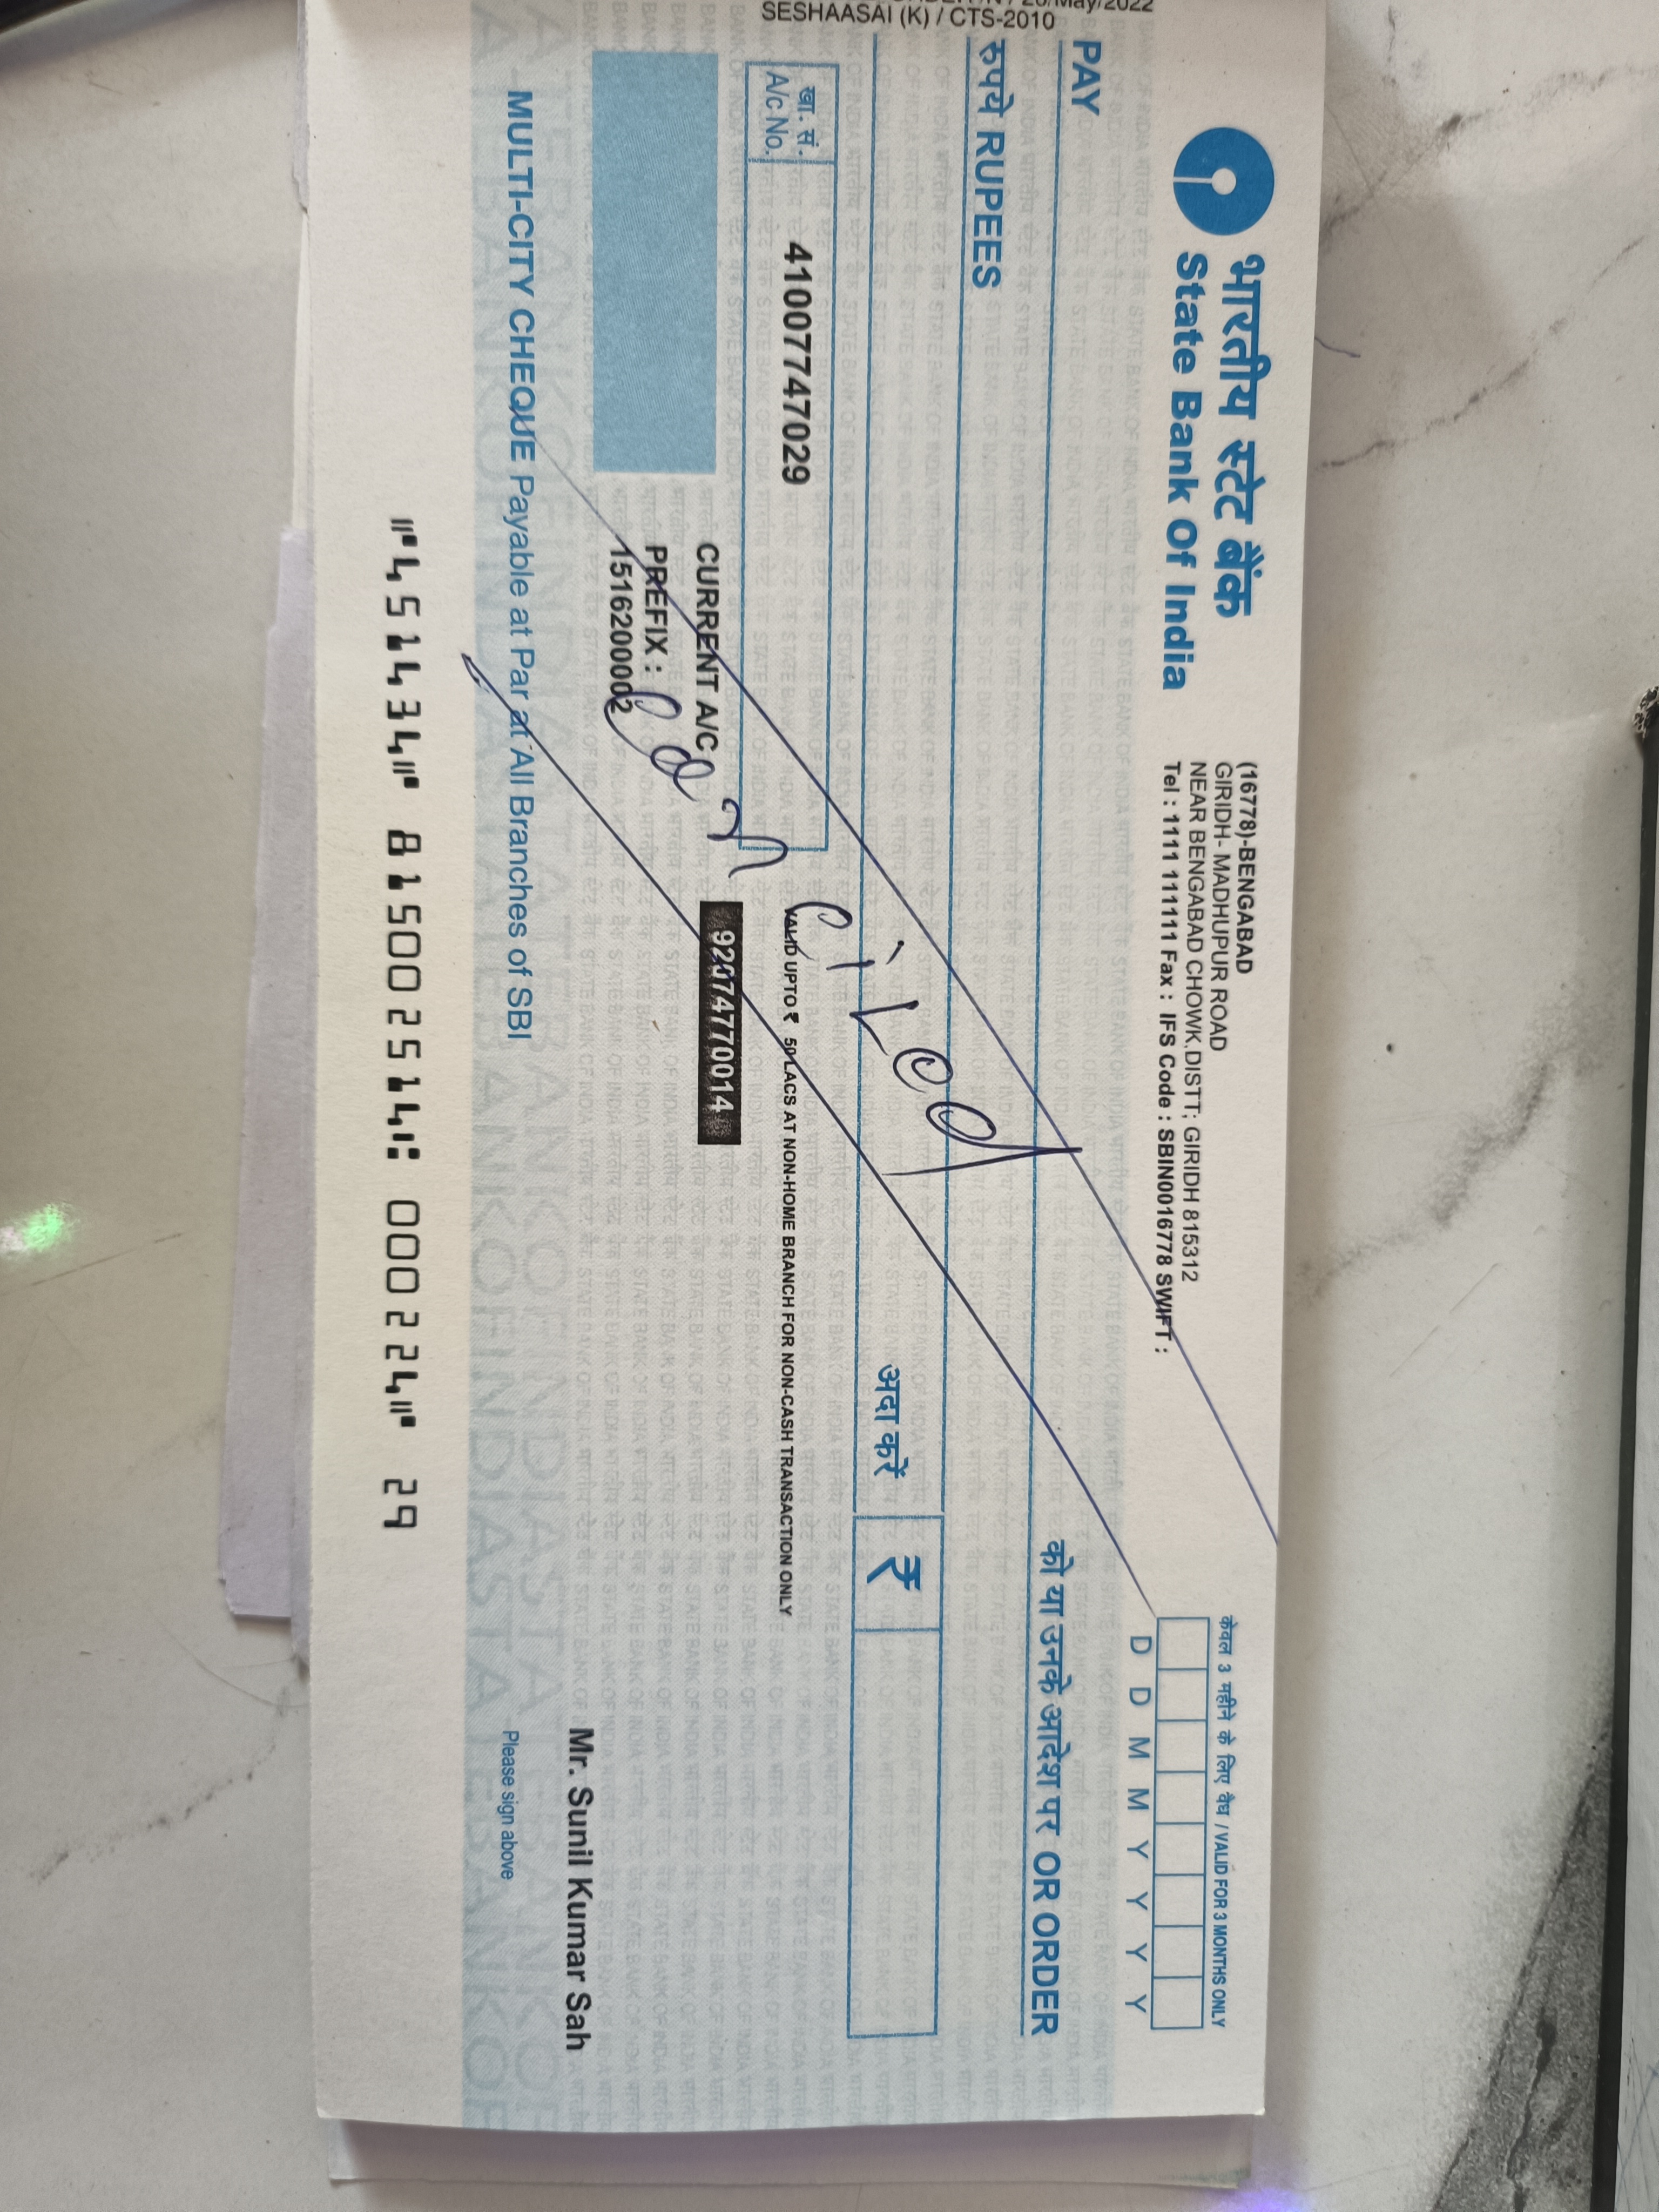 भारतीय स्टेट बैंक
State Bank Of India
(16778)-BENGABAD
GIRIDH- MADHUPUR ROAD
NEAR BENGABAD CHOWK,DISTT; GIRIDH 815312
Tel : 1111 111111 Fax : IFS Code : SBIN0016778 SWIFT :
केवल 3 महीने के लिए वैध / VALID FOR 3 MONTHS ONLY
D D M M Y Y Y Y
PAY
को या उनके आदेश पर OR ORDER
रुपये RUPEES
अदा करें ₹
खा. सं.
A/c No.
41007747029
VALID UPTO ₹ 50 LACS AT NON-HOME BRANCH FOR NON-CASH TRANSACTION ONLY
CURRENT A/C
PREFIX :
1516200002
92074770014
Mr. Sunil Kumar Sah
MULTI-CITY CHEQUE Payable at Par at All Branches of SBI
Please sign above
⑈451434⑈ 815002514⑆ 000224⑈ 29
SESHAASAI (K) / CTS-2010